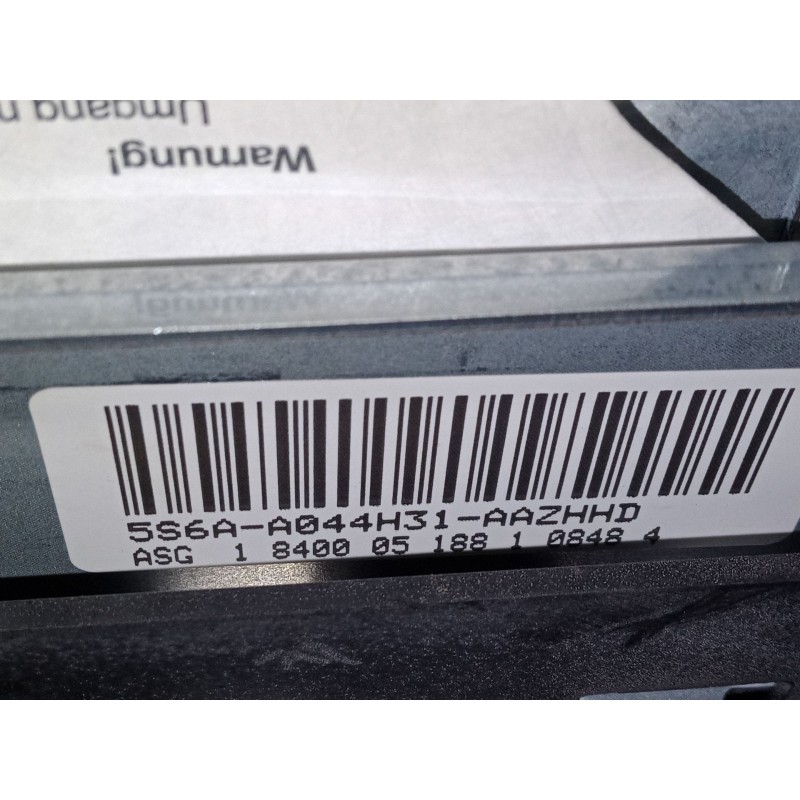 Warnung!
Umgang
5S6A-A044H31-AAZHHD
ASG 1 8400 05 188 1 0848 4